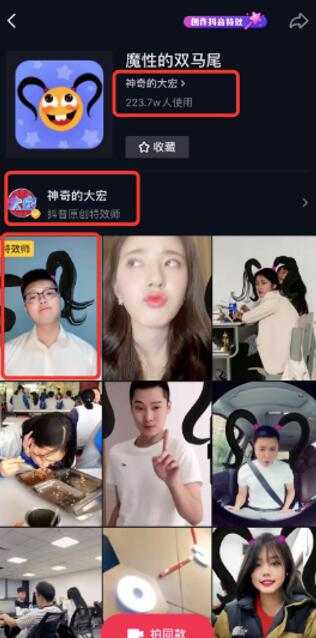 创作抖音特效
魔性的双马尾
神奇的大宏
223.7w 人使用
收藏
大宏
神奇的大宏
抖音原创特效师
特效师
拍同款